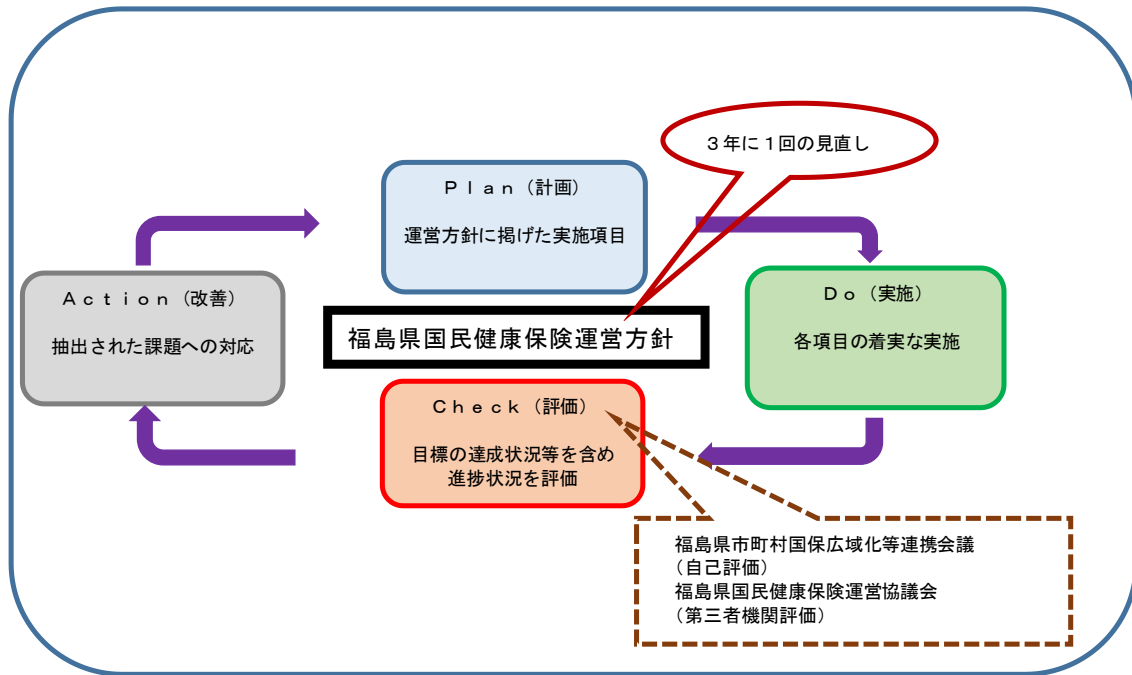 3年に1回の見直し
Plan(計画)
運営方針に掲げた実施項目
Action(改善)
抽出された課題への対応
福島県国民健康保険運営方針
Do(実施)
各項目の着実な実施
Check(評価)
目標の達成状況等を含め
進捗状況を評価
福島県市町村国保広域化等連携会議
(自己評価)
福島県国民健康保険運営協議会
(第三者機関評価)